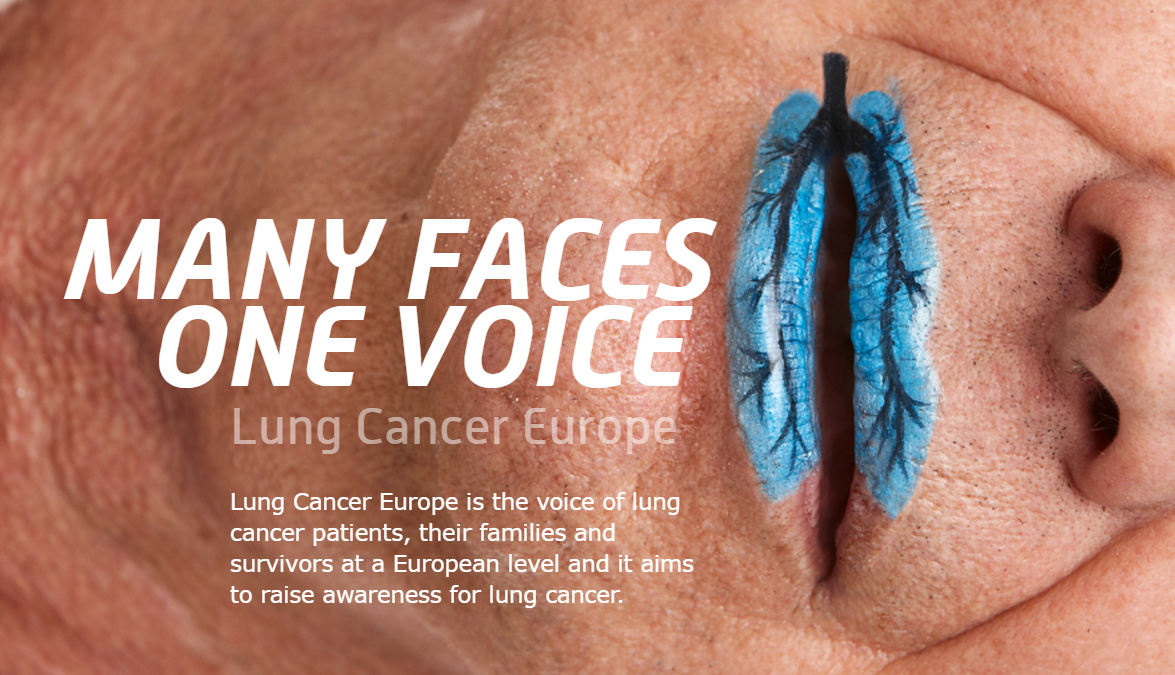 MANY FACES
ONE VOICE
Lung Cancer Europe
Lung Cancer Europe is the voice of lung
cancer patients, their families and
survivors at a European level and it aims
to raise awareness for lung cancer.